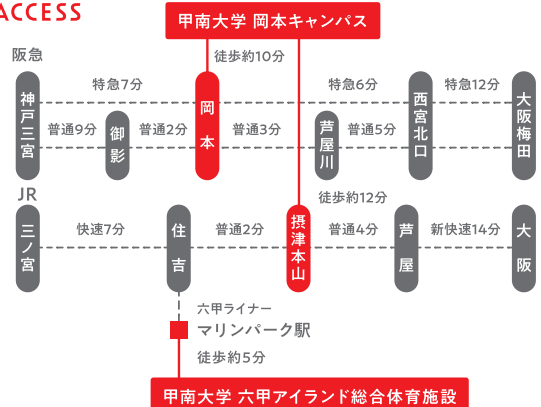 ACCESS
甲南大学 岡本キャンパス
阪急
徒歩約10分
特急7分
特急6分
特急12分
神戸三宮
普通9分
御影
普通2分
岡本
普通3分
芦屋川
普通5分
西宮北口
大阪梅田
JR
徒歩約12分
三ノ宮
快速7分
住吉
普通2分
摂津本山
普通4分
芦屋
新快速14分
大阪
六甲ライナー
マリンパーク駅
徒歩約5分
甲南大学 六甲アイランド総合体育施設